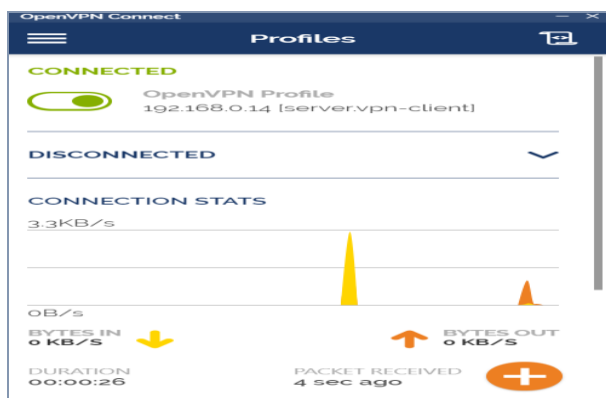 OpenVPN Connect
Profiles
CONNECTED
OpenVPN Profile
192.168.0.14 [server.vpn-client]
DISCONNECTED
CONNECTION STATS
3.3KB/s
0B/s
BYTES IN
0 KB/S
BYTES OUT
0 KB/S
DURATION
00:00:26
PACKET RECEIVED
4 sec ago